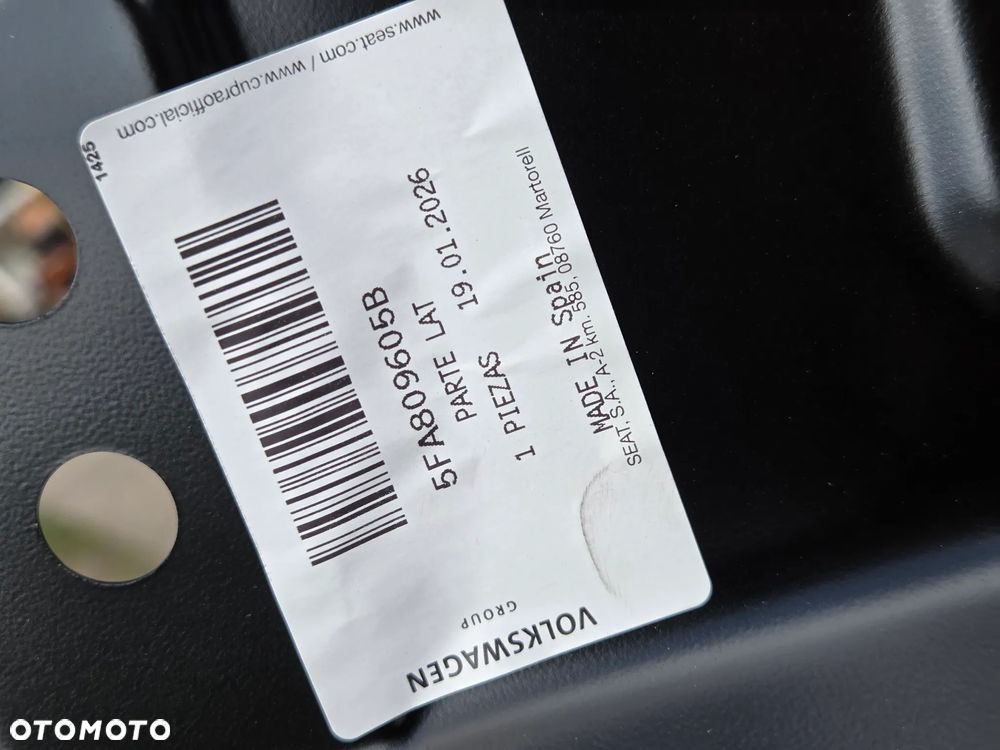 www.seat.com / www.cupraofficial.com
1425
5FA809605B
PARTE LAT
19.01.2026
1 PIEZAS
MADE IN Spain
SEAT, S.A., A-2 km. 585, 08760 Martorell
VOLKSWAGEN
GROUP
OTOMOTO